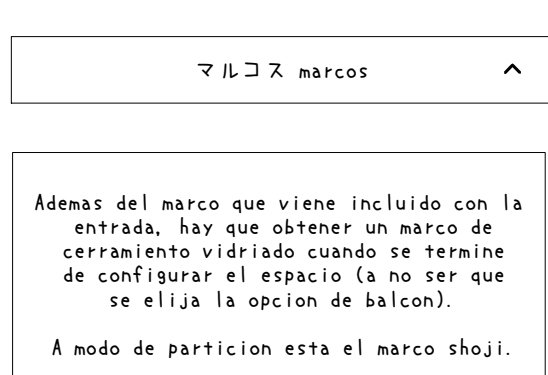 マルコス marcos
Ademas del marco que viene incluido con la
entrada, hay que obtener un marco de
cerramiento vidriado cuando se termine
de configurar el espacio (a no ser que
se elija la opcion de balcon).
A modo de particion esta el marco shoji.